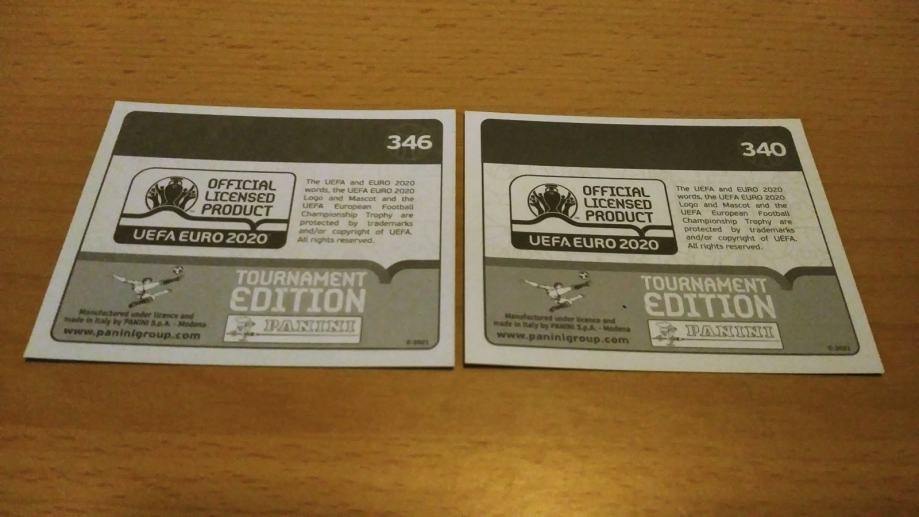 346
OFFICIAL
LICENSED
PRODUCT
UEFA EURO 2020
The UEFA and EURO 2020
words, the UEFA EURO 2020
Logo and Mascot and the
UEFA European Football
Championship Trophy are
protected by trademarks
and/or copyright of UEFA.
All rights reserved.
TOURNAMENT
EDITION
Manufactured under licence and
made in Italy by PANINI S.p.A. - Modena
www.paninigroup.com
PANINI
© 2021
340
OFFICIAL
LICENSED
PRODUCT
UEFA EURO 2020
The UEFA and EURO 2020
words, the UEFA EURO 2020
Logo and Mascot and the
UEFA European Football
Championship Trophy are
protected by trademarks
and/or copyright of UEFA.
All rights reserved.
TOURNAMENT
EDITION
Manufactured under licence and
made in Italy by PANINI S.p.A. - Modena
www.paninigroup.com
PANINI
© 2021